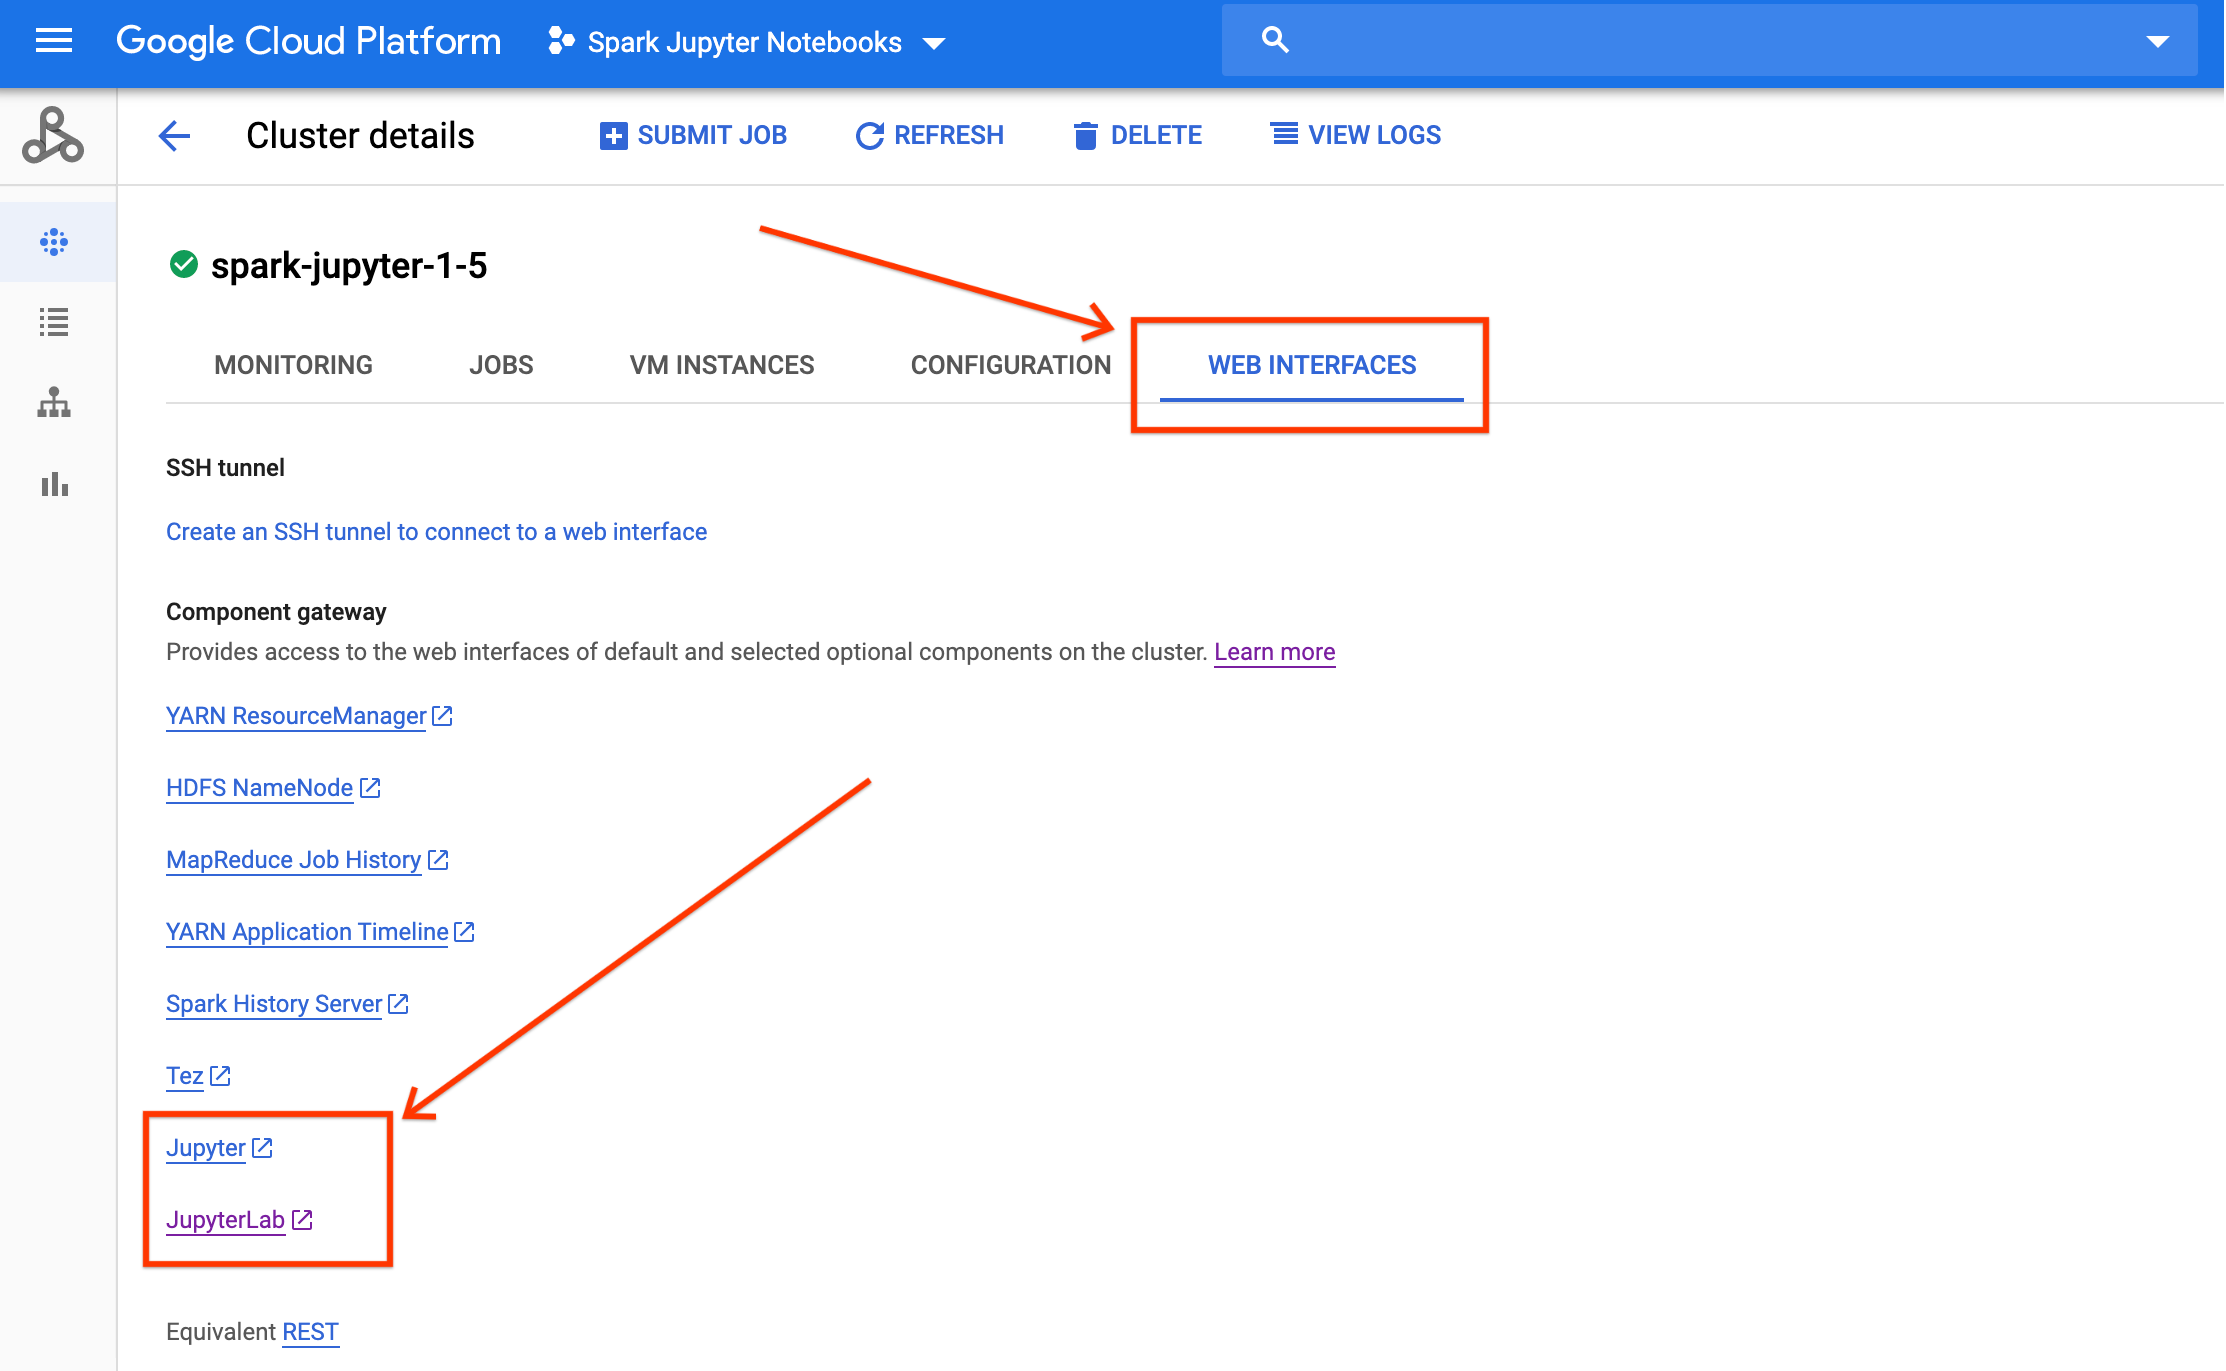 Google Cloud Platform Spark Jupyter Notebooks
Cluster details SUBMIT JOB REFRESH DELETE VIEW LOGS
spark-jupyter-1-5
MONITORING JOBS VM INSTANCES CONFIGURATION WEB INTERFACES
SSH tunnel
Create an SSH tunnel to connect to a web interface
Component gateway
Provides access to the web interfaces of default and selected optional components on the cluster. Learn more
YARN ResourceManager
HDFS NameNode
MapReduce Job History
YARN Application Timeline
Spark History Server
Tez
Jupyter
JupyterLab
Equivalent REST